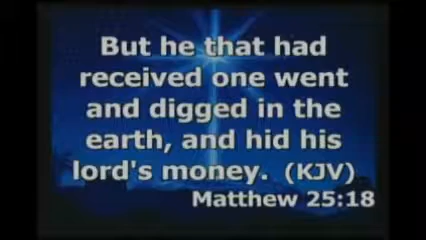 But he that had
received one went
and digged in the
earth, and hid his
lord's money. (KJV)
Matthew 25:18